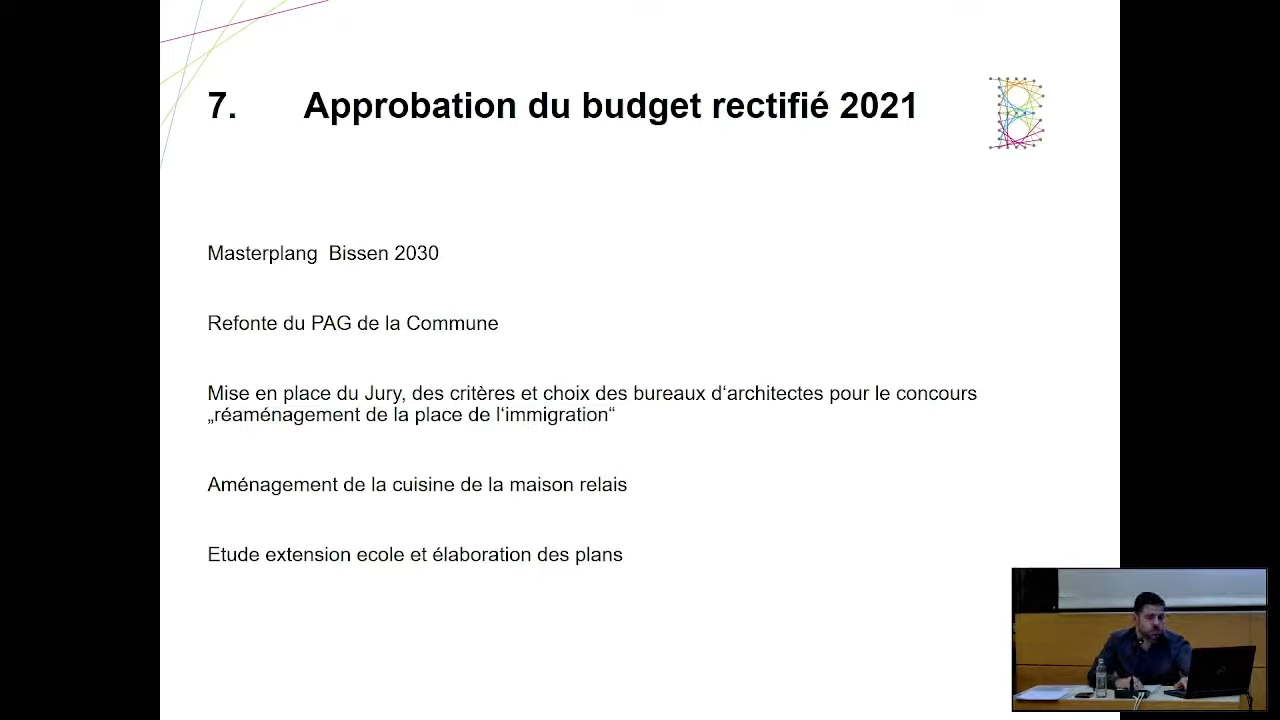 7. Approbation du budget rectifié 2021
Masterplang Bissen 2030
Refonte du PAG de la Commune
Mise en place du Jury, des critères et choix des bureaux d‘architectes pour le concours
„réaménagement de la place de l‘immigration“
Aménagement de la cuisine de la maison relais
Etude extension ecole et élaboration des plans